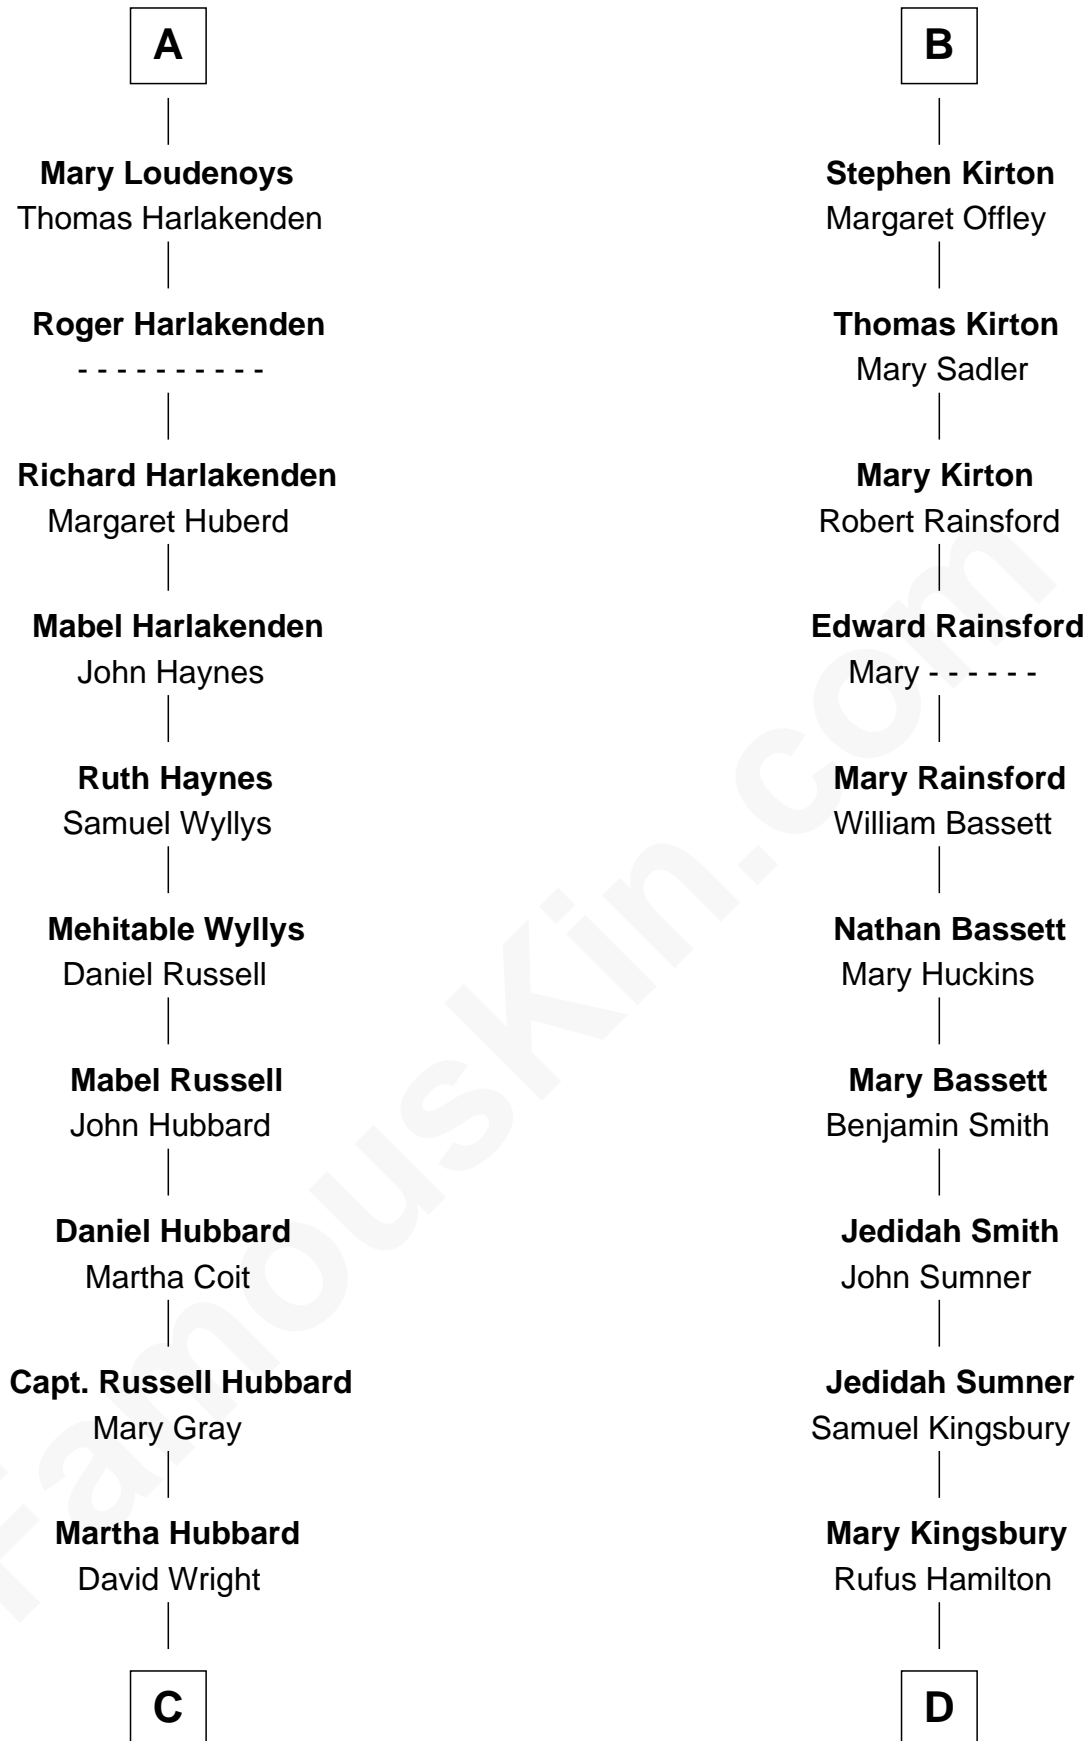 A
Mary Loudenoys
Thomas Harlakenden
Roger Harlakenden
- - - - - - - - - -
Richard Harlakenden
Margaret Huberd
Mabel Harlakenden
John Haynes
Ruth Haynes
Samuel Wyllys
Mehitable Wyllys
Daniel Russell
Mabel Russell
John Hubbard
Daniel Hubbard
Martha Coit
Capt. Russell Hubbard
Mary Gray
Martha Hubbard
David Wright
C
B
Stephen Kirton
Margaret Offley
Thomas Kirton
Mary Sadler
Mary Kirton
Robert Rainsford
Edward Rainsford
Mary - - - - - -
Mary Rainsford
William Bassett
Nathan Bassett
Mary Huckins
Mary Bassett
Benjamin Smith
Jedidah Smith
John Sumner
Jedidah Sumner
Samuel Kingsbury
Mary Kingsbury
Rufus Hamilton
D
FamousKin.com